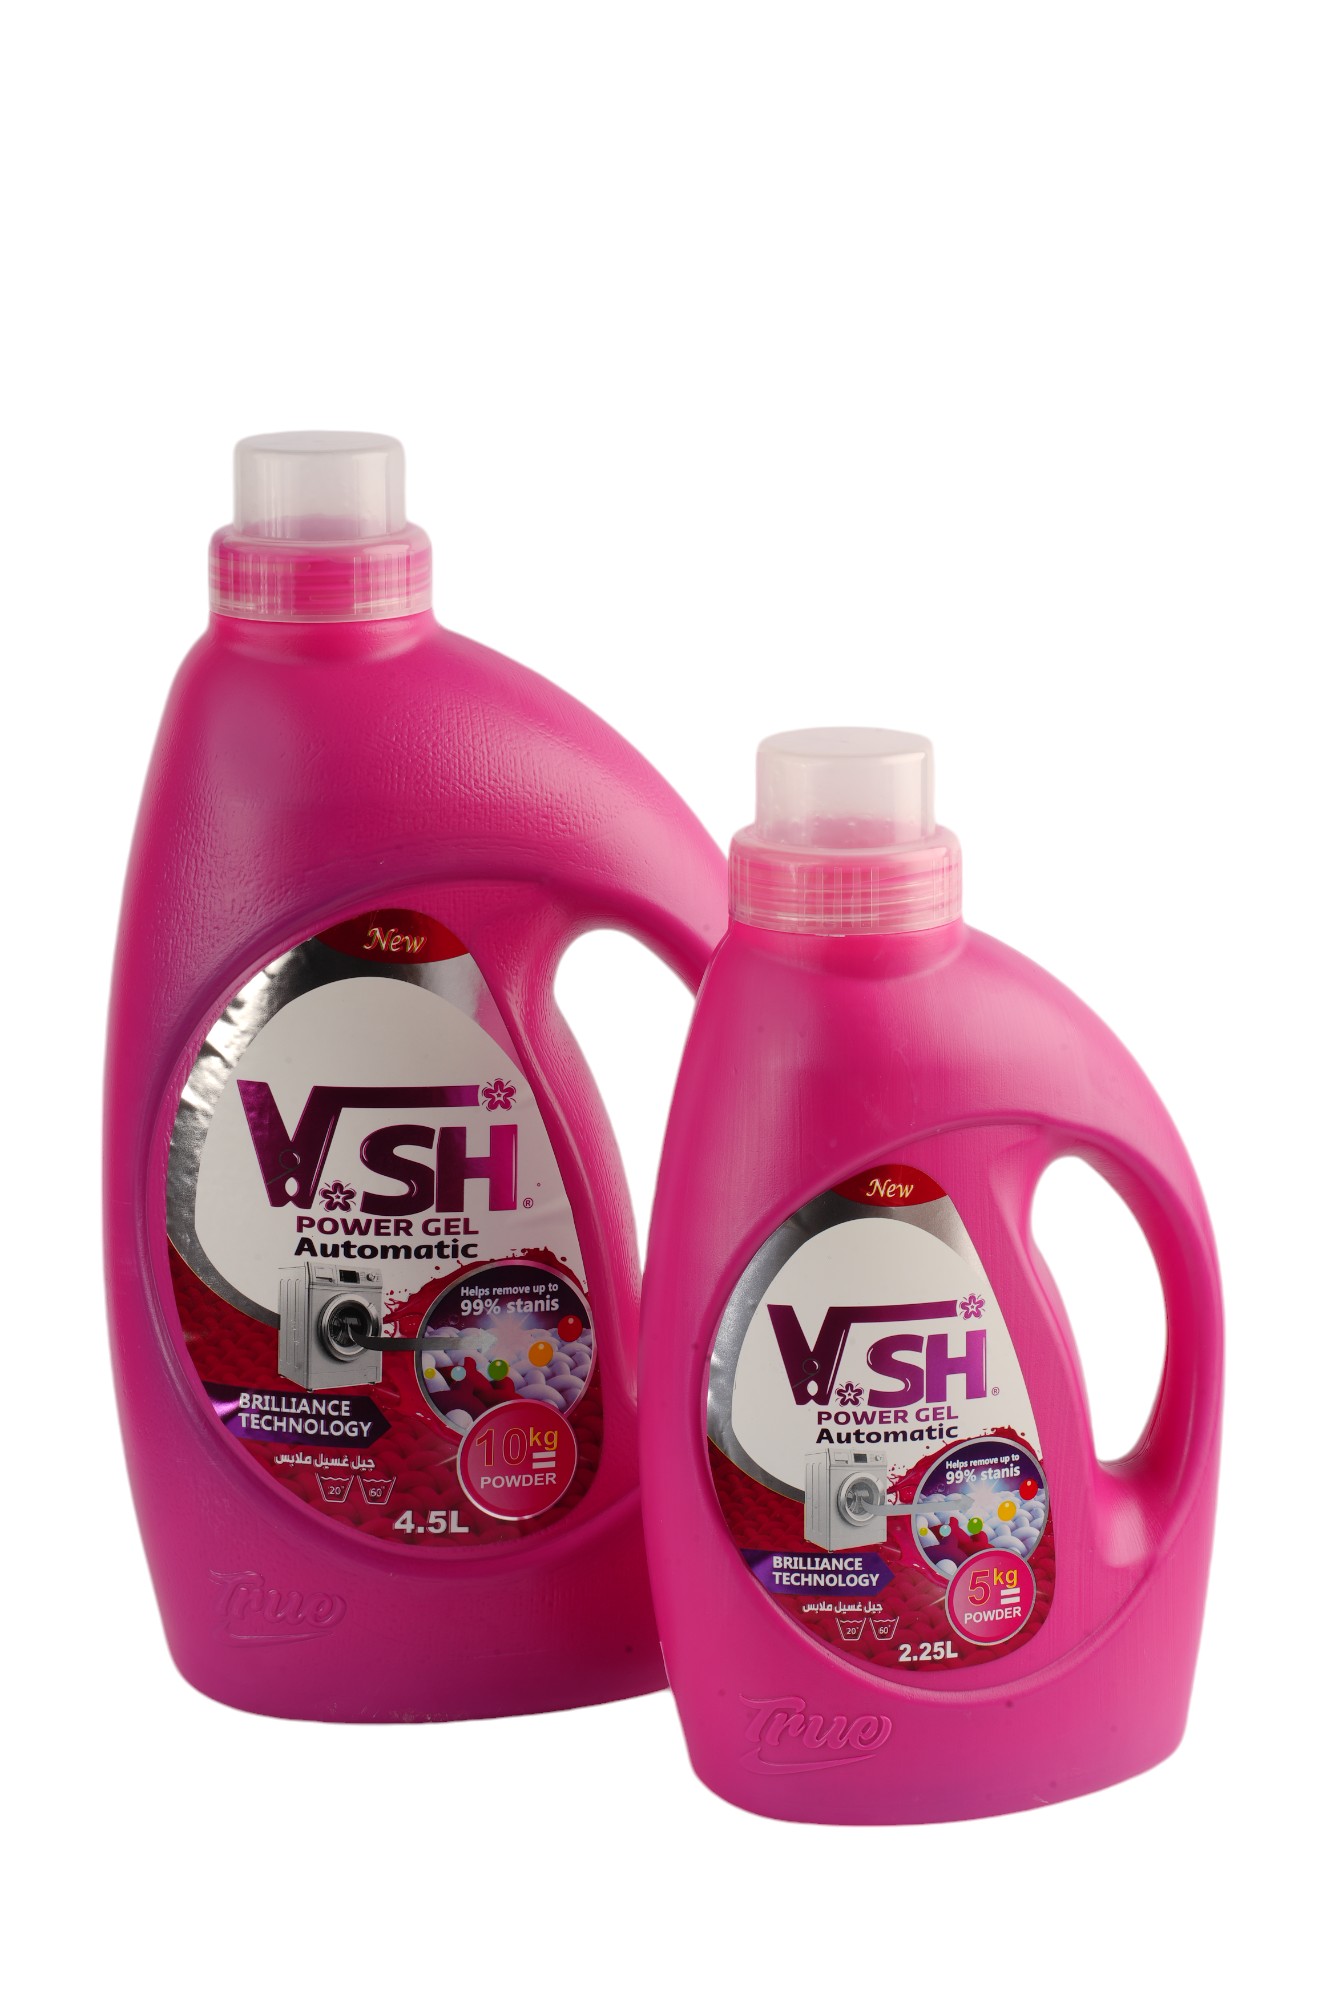 New
V.SH
®
POWER GEL
Automatic
Helps remove up to
99% stanis
BRILLIANCE
TECHNOLOGY
10kg
=
POWDER
جيل غسيل ملابس
20° 60°
4.5L
True
New
V.SH
®
POWER GEL
Automatic
Helps remove up to
99% stanis
BRILLIANCE
TECHNOLOGY
5kg
=
POWDER
جيل غسيل ملابس
20° 60°
2.25L
True